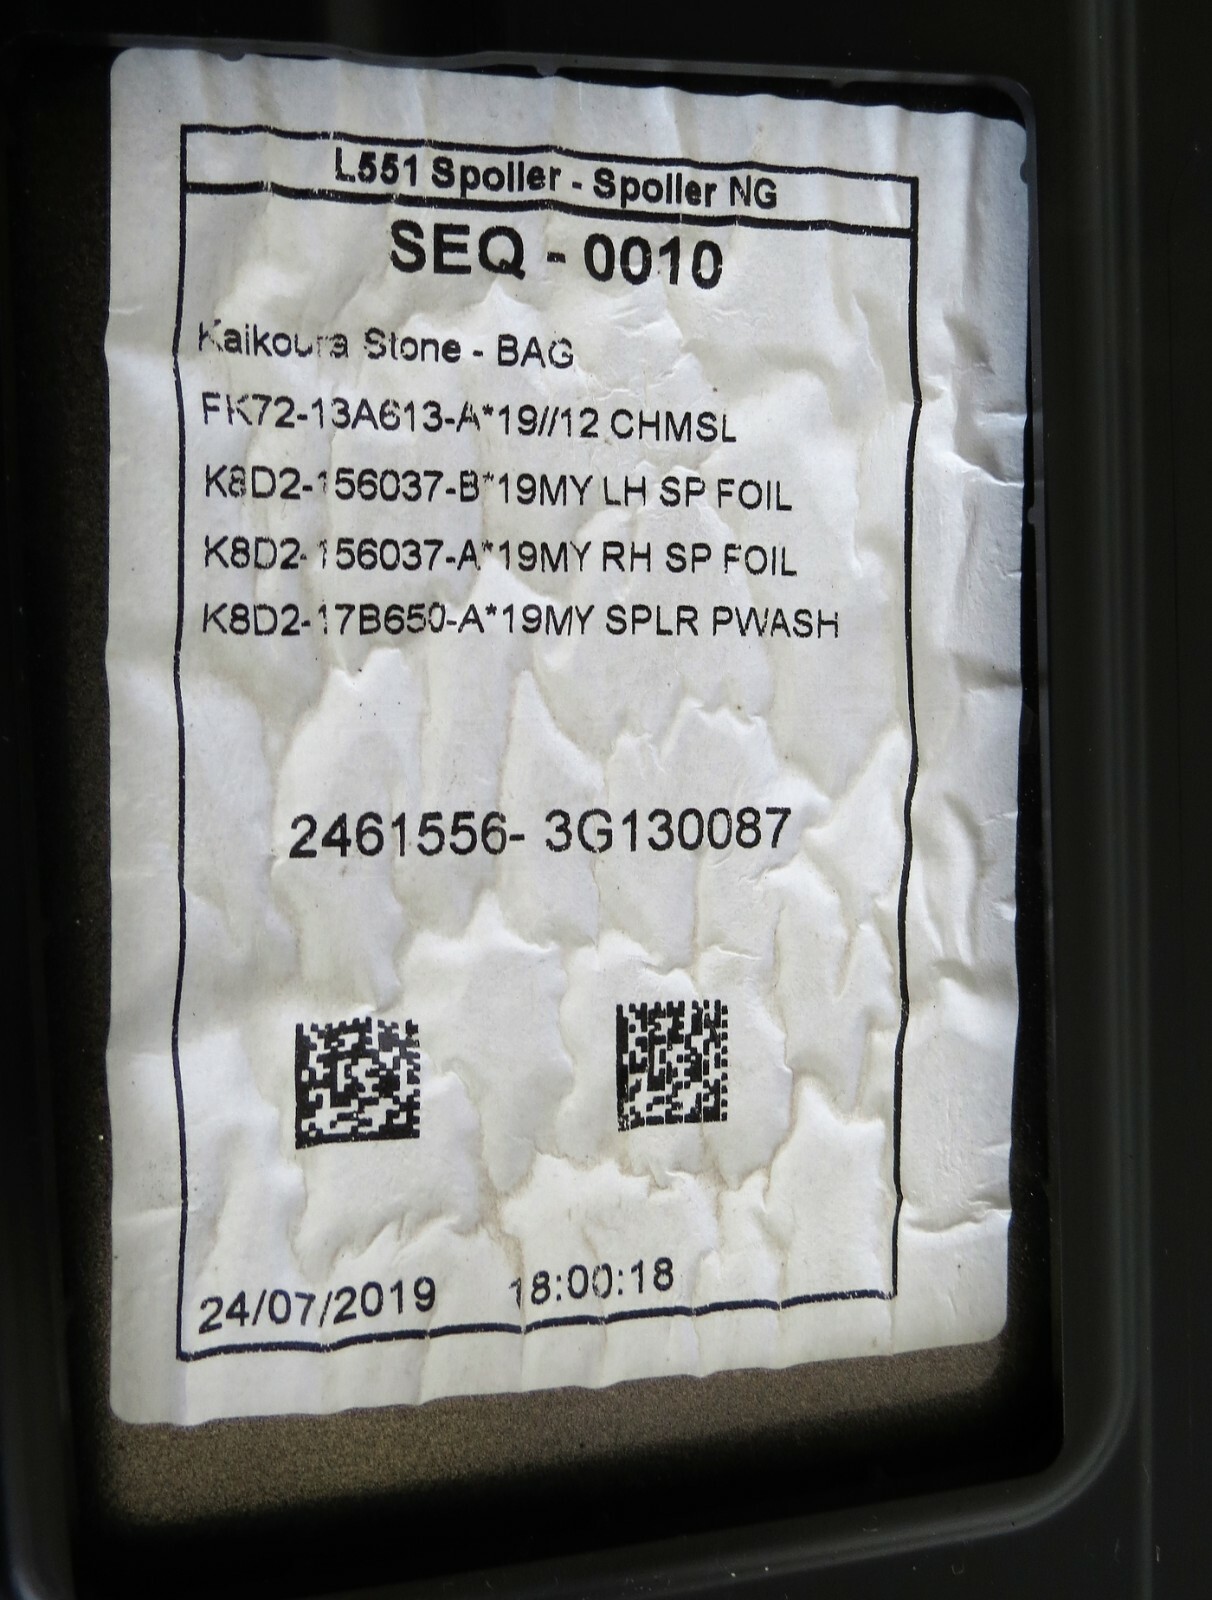 L551 Spoiler - Spoiler NG
SEQ - 0010
Kaikoura Stone - BAG
FK72-13A613-A*19//12 CHMSL
K8D2-156037-B*19MY LH SP FOIL
K8D2-156037-A*19MY RH SP FOIL
K8D2-17B650-A*19MY SPLR PWASH
2461556- 3G130087
24/07/2019 18:00:18